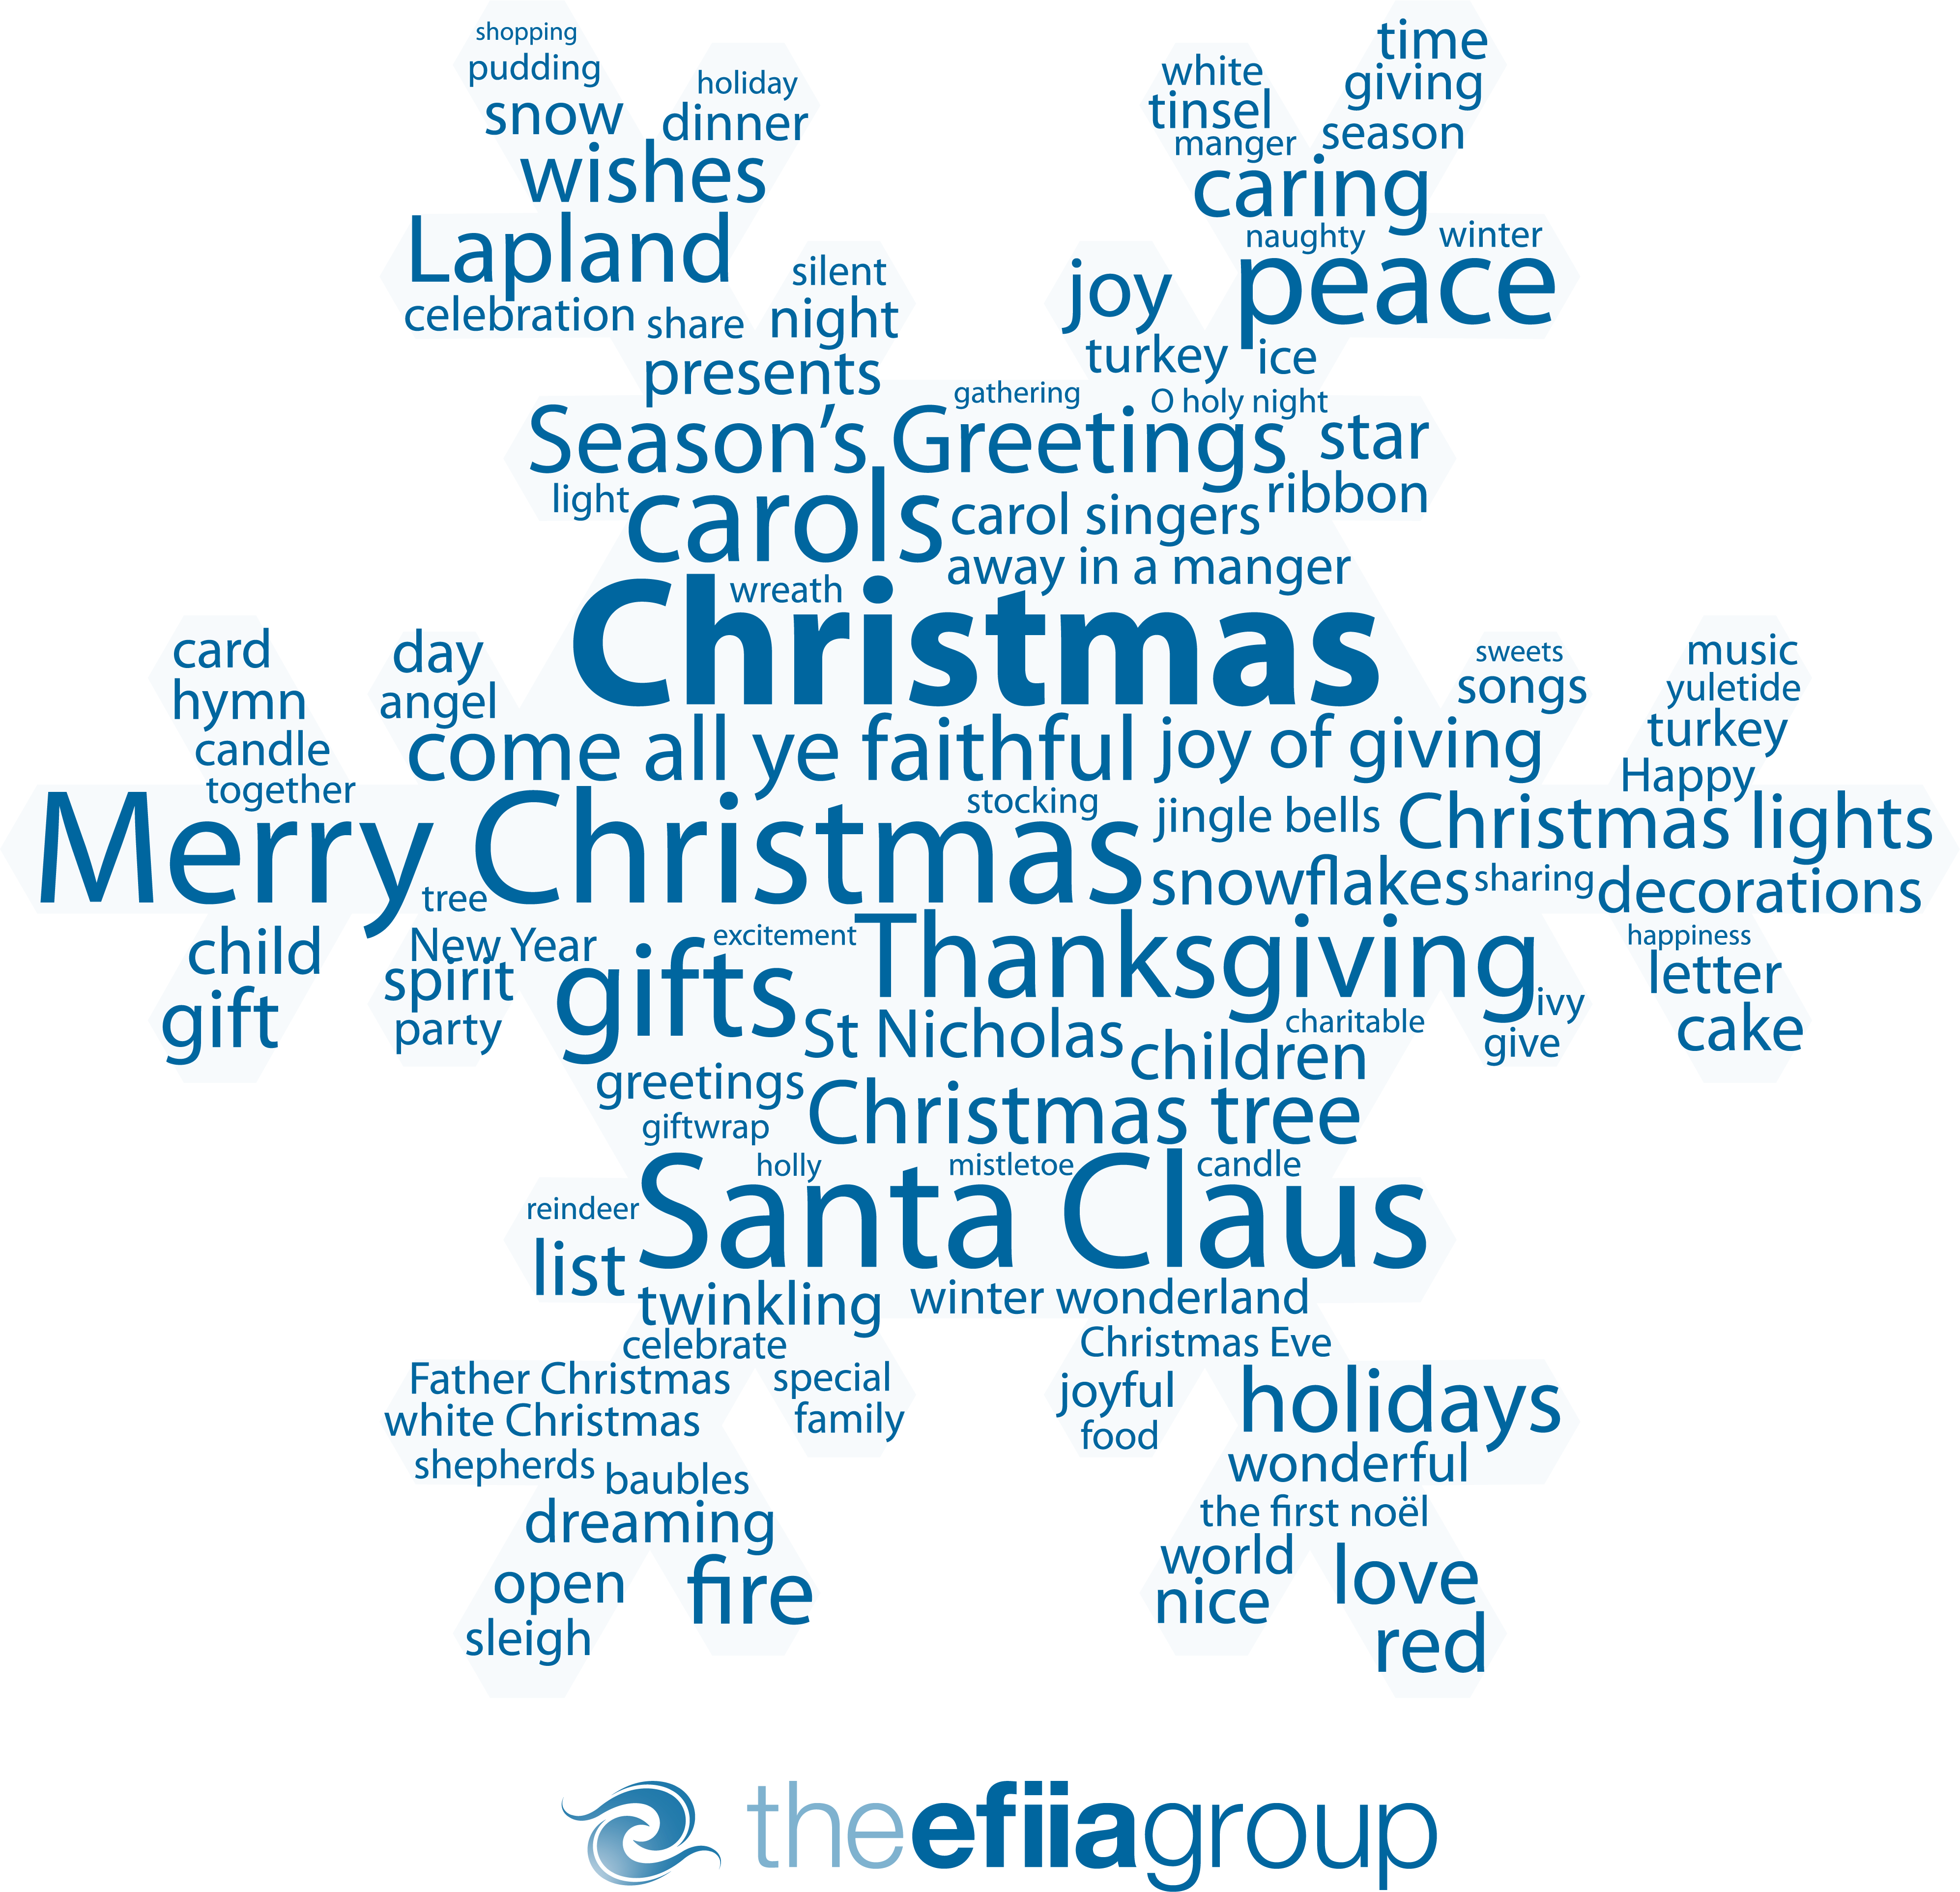 shopping
pudding
snow
holiday
dinner
wishes
Lapland
celebration share
silent
night
presents
time
giving
season
white
tinsel
manger
caring
naughty winter
peace
joy
turkey ice
gathering O holy night
Season’s Greetings star
light carols carol singers ribbon
away in a manger
wreath
Christmas
card
hymn
candle
together
day
angel
sweets
songs
music
yuletide
turkey
Happy
come all ye faithful joy of giving
stocking
Merry Christmas jingle bells Christmas lights
tree
snowflakes sharing decorations
child
gift
New Year
spirit
party
excitement
gifts Thanksgiving ivy
happiness
letter
cake
St Nicholas children charitable give
greetings
giftwrap
Christmas tree
holly mistletoe candle
reindeer Santa Claus
list
twinkling winter wonderland
celebrate
Father Christmas special
white Christmas family
shepherds baubles
dreaming
open fire
sleigh
Christmas Eve
joyful holidays
food
wonderful
the first noël
world love
nice
red
theefiiagroup